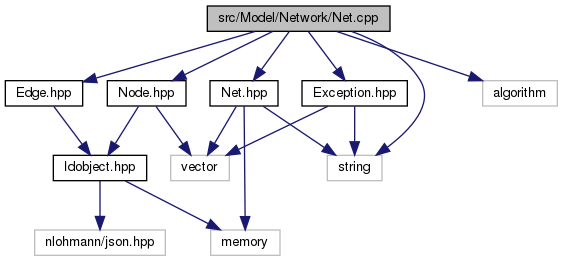 src/Model/Network/Net.cpp
Edge.hpp
Node.hpp
Net.hpp
Exception.hpp
algorithm
ldobject.hpp
vector
string
nlohmann/json.hpp
memory